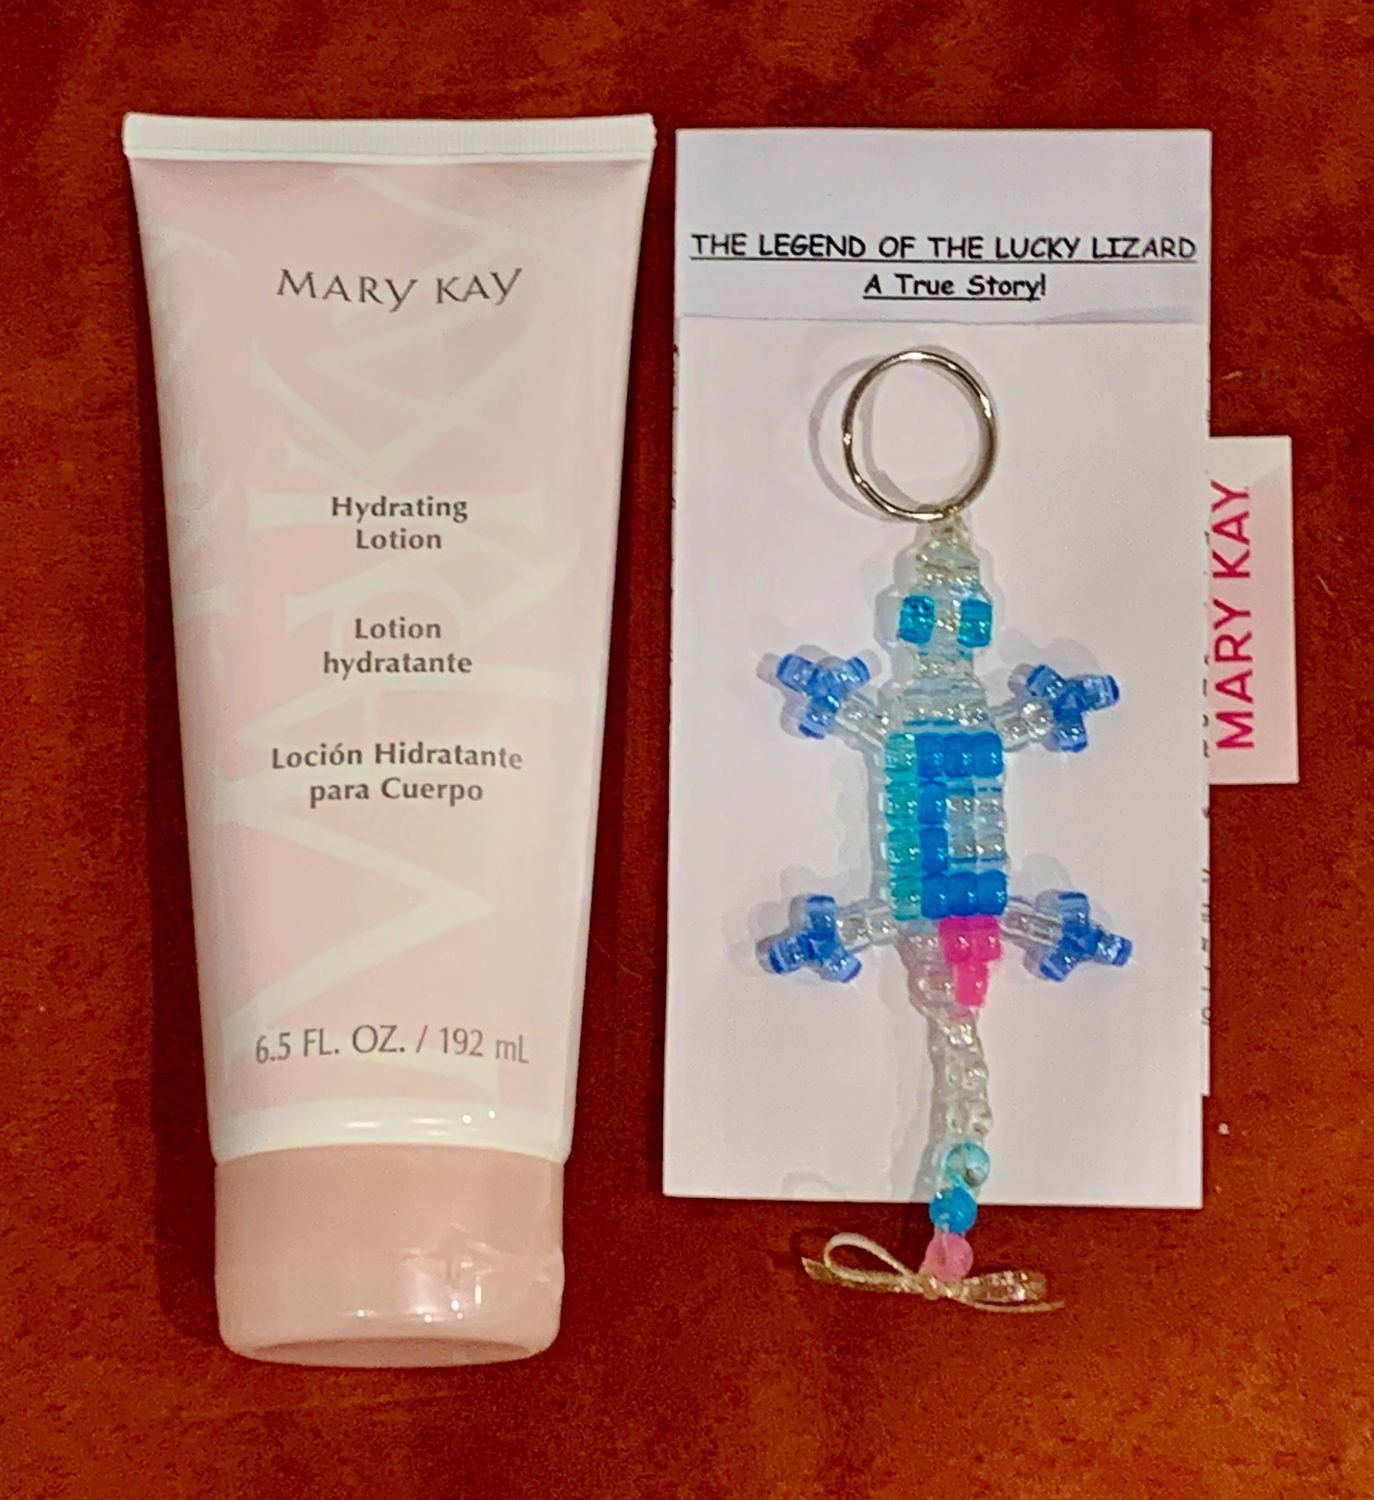 MARY KAY
Hydrating
Lotion
Lotion
hydratante
Loción Hidratante
para Cuerpo
6.5 FL. OZ. / 192 mL
THE LEGEND OF THE LUCKY LIZARD
A True Story!
MARY KAY